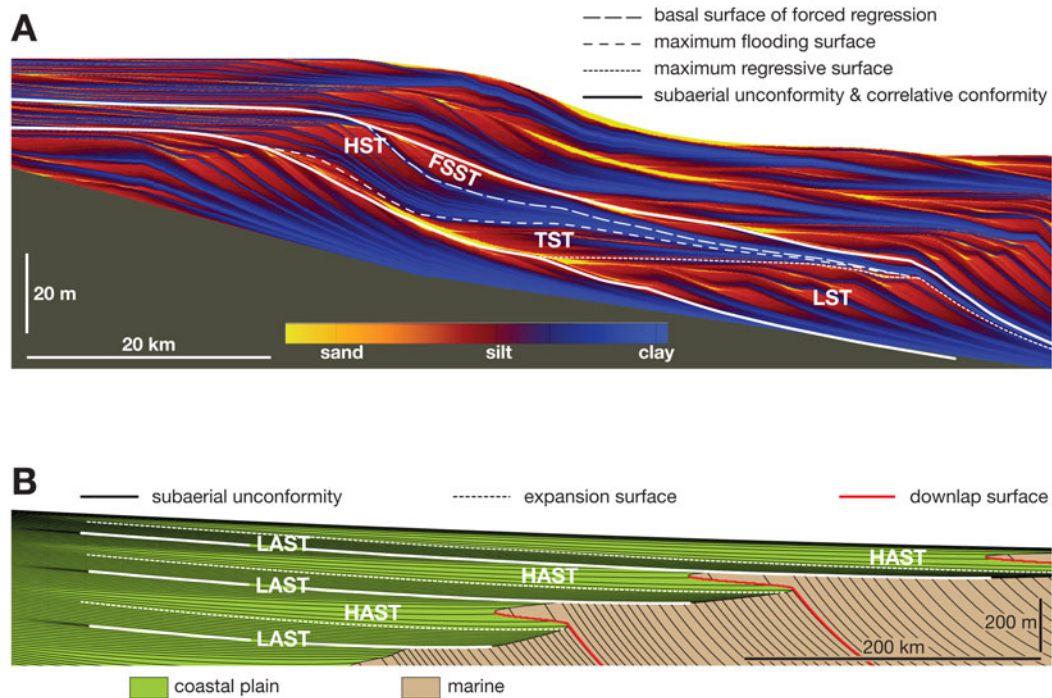 A
basal surface of forced regression
maximum flooding surface
maximum regressive surface
subaerial unconformity & correlative conformity
HST
FSST
TST
LST
20 m
20 km
sand silt clay
B
subaerial unconformity expansion surface downlap surface
LAST
HAST
LAST
HAST
HAST
LAST
200 m
200 km
coastal plain marine